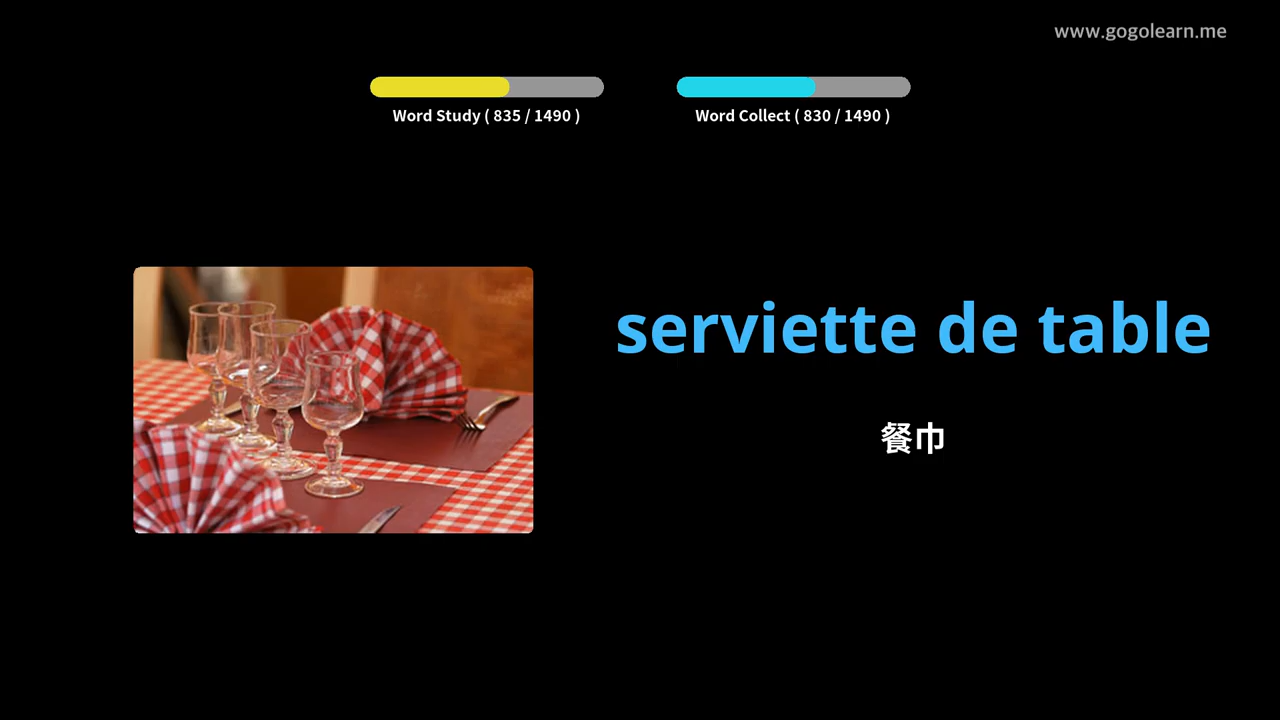 www.gogolearn.me
Word Study ( 835 / 1490 )
Word Collect ( 830 / 1490 )
serviette de table
餐巾